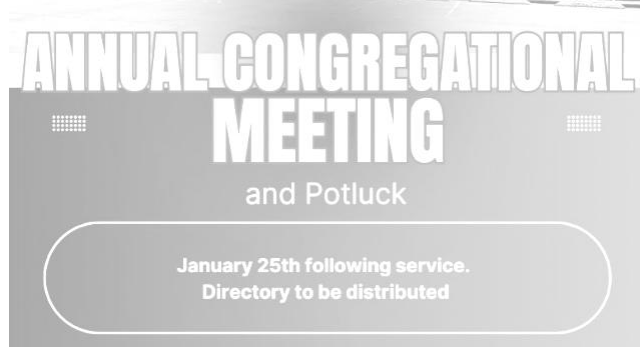 ANNUAL CONGREGATIONAL
MEETING
and Potluck
January 25th following service.
Directory to be distributed